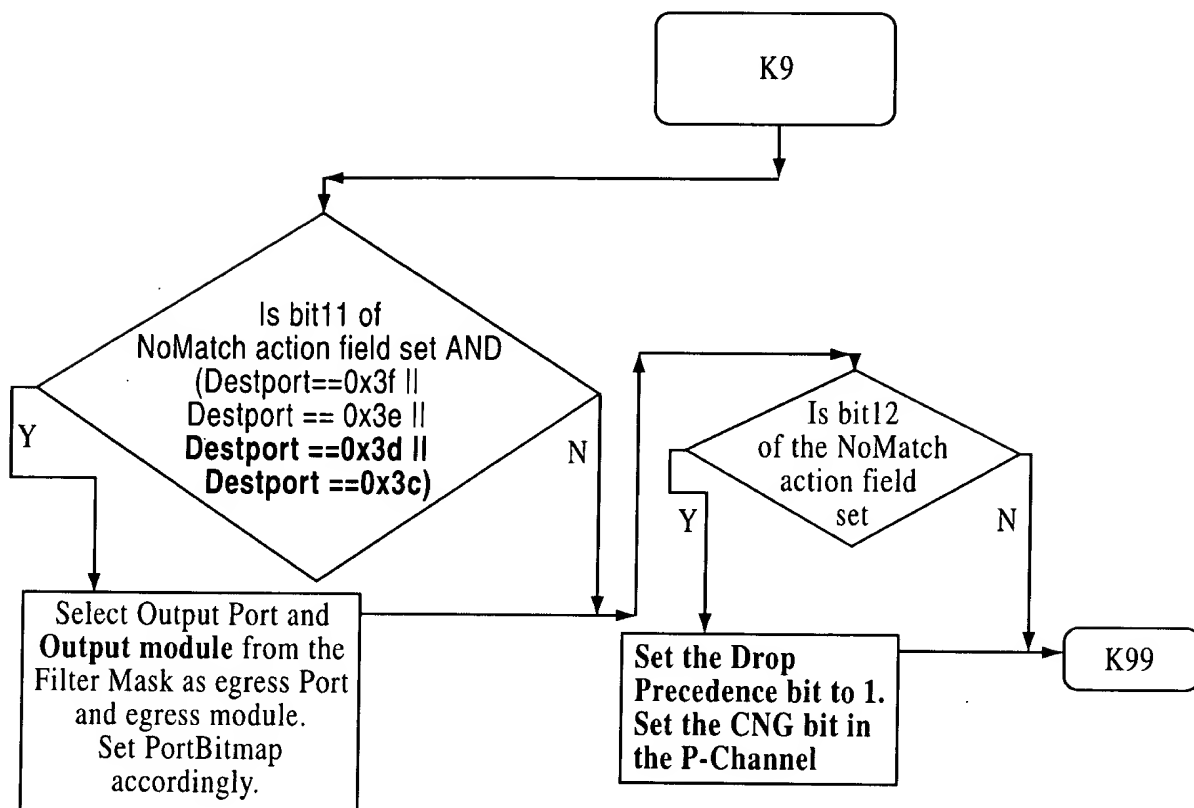 K9
Is bit11 of
NoMatch action field set AND
(Destport==0x3f ||
Destport == 0x3e ||
Destport ==0x3d ||
Destport ==0x3c)
Y
N
Select Output Port and
Output module from the
Filter Mask as egress Port
and egress module.
Set PortBitmap
accordingly.
Is bit12
of the NoMatch
action field
set
Y
N
Set the Drop
Precedence bit to 1.
Set the CNG bit in
the P-Channel
K99